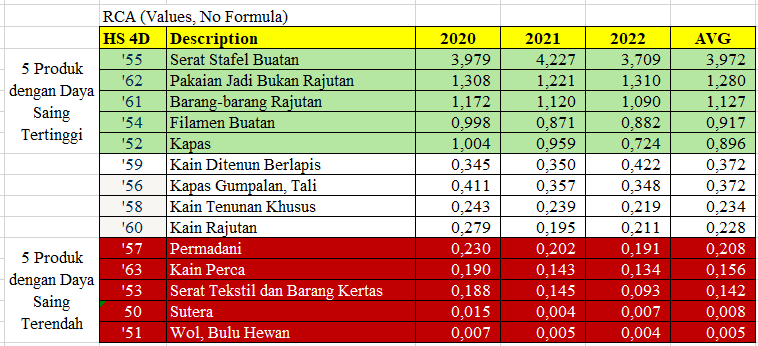 RCA (Values, No Formula)
HS 4D Description 2020 2021 2022 AVG
5 Produk dengan Daya Saing Tertinggi
'55 Serat Stafel Buatan 3,979 4,227 3,709 3,972
'62 Pakaian Jadi Bukan Rajutan 1,308 1,221 1,310 1,280
'61 Barang-barang Rajutan 1,172 1,120 1,090 1,127
'54 Filamen Buatan 0,998 0,871 0,882 0,917
'52 Kapas 1,004 0,959 0,724 0,896
'59 Kain Ditenun Berlapis 0,345 0,350 0,422 0,372
'56 Kapas Gumpalan, Tali 0,411 0,357 0,348 0,372
'58 Kain Tenunan Khusus 0,243 0,239 0,219 0,234
'60 Kain Rajutan 0,279 0,195 0,211 0,228
5 Produk dengan Daya Saing Terendah
'57 Permadani 0,230 0,202 0,191 0,208
'63 Kain Perca 0,190 0,143 0,134 0,156
'53 Serat Tekstil dan Barang Kertas 0,188 0,145 0,093 0,142
50 Sutera 0,015 0,004 0,007 0,008
'51 Wol, Bulu Hewan 0,007 0,005 0,004 0,005